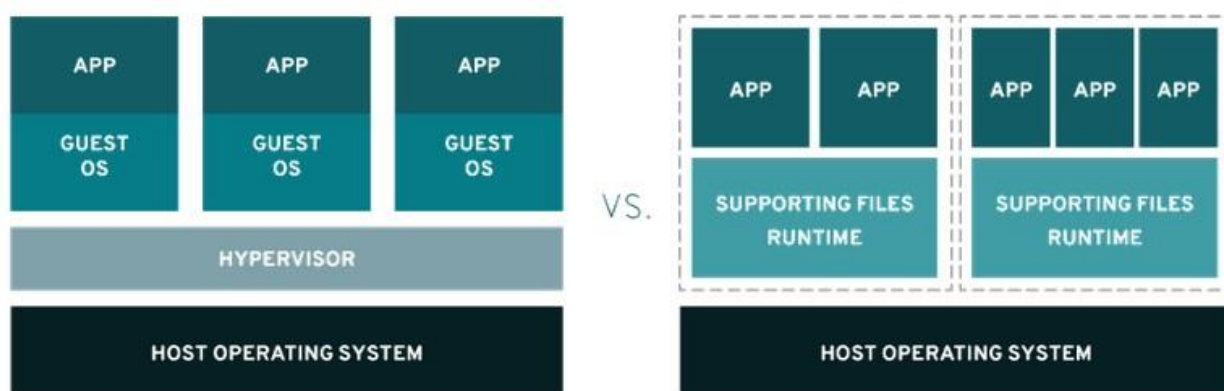 APP
APP
APP
GUEST
OS
GUEST
OS
GUEST
OS
HYPERVISOR
HOST OPERATING SYSTEM
VS.
APP
APP
APP
APP
APP
SUPPORTING FILES
RUNTIME
SUPPORTING FILES
RUNTIME
HOST OPERATING SYSTEM